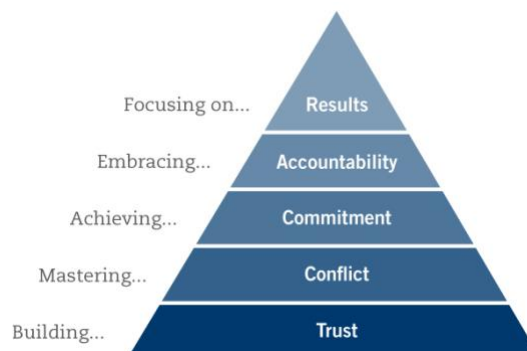 Focusing on... Results
Embracing... Accountability
Achieving... Commitment
Mastering... Conflict
Building... Trust